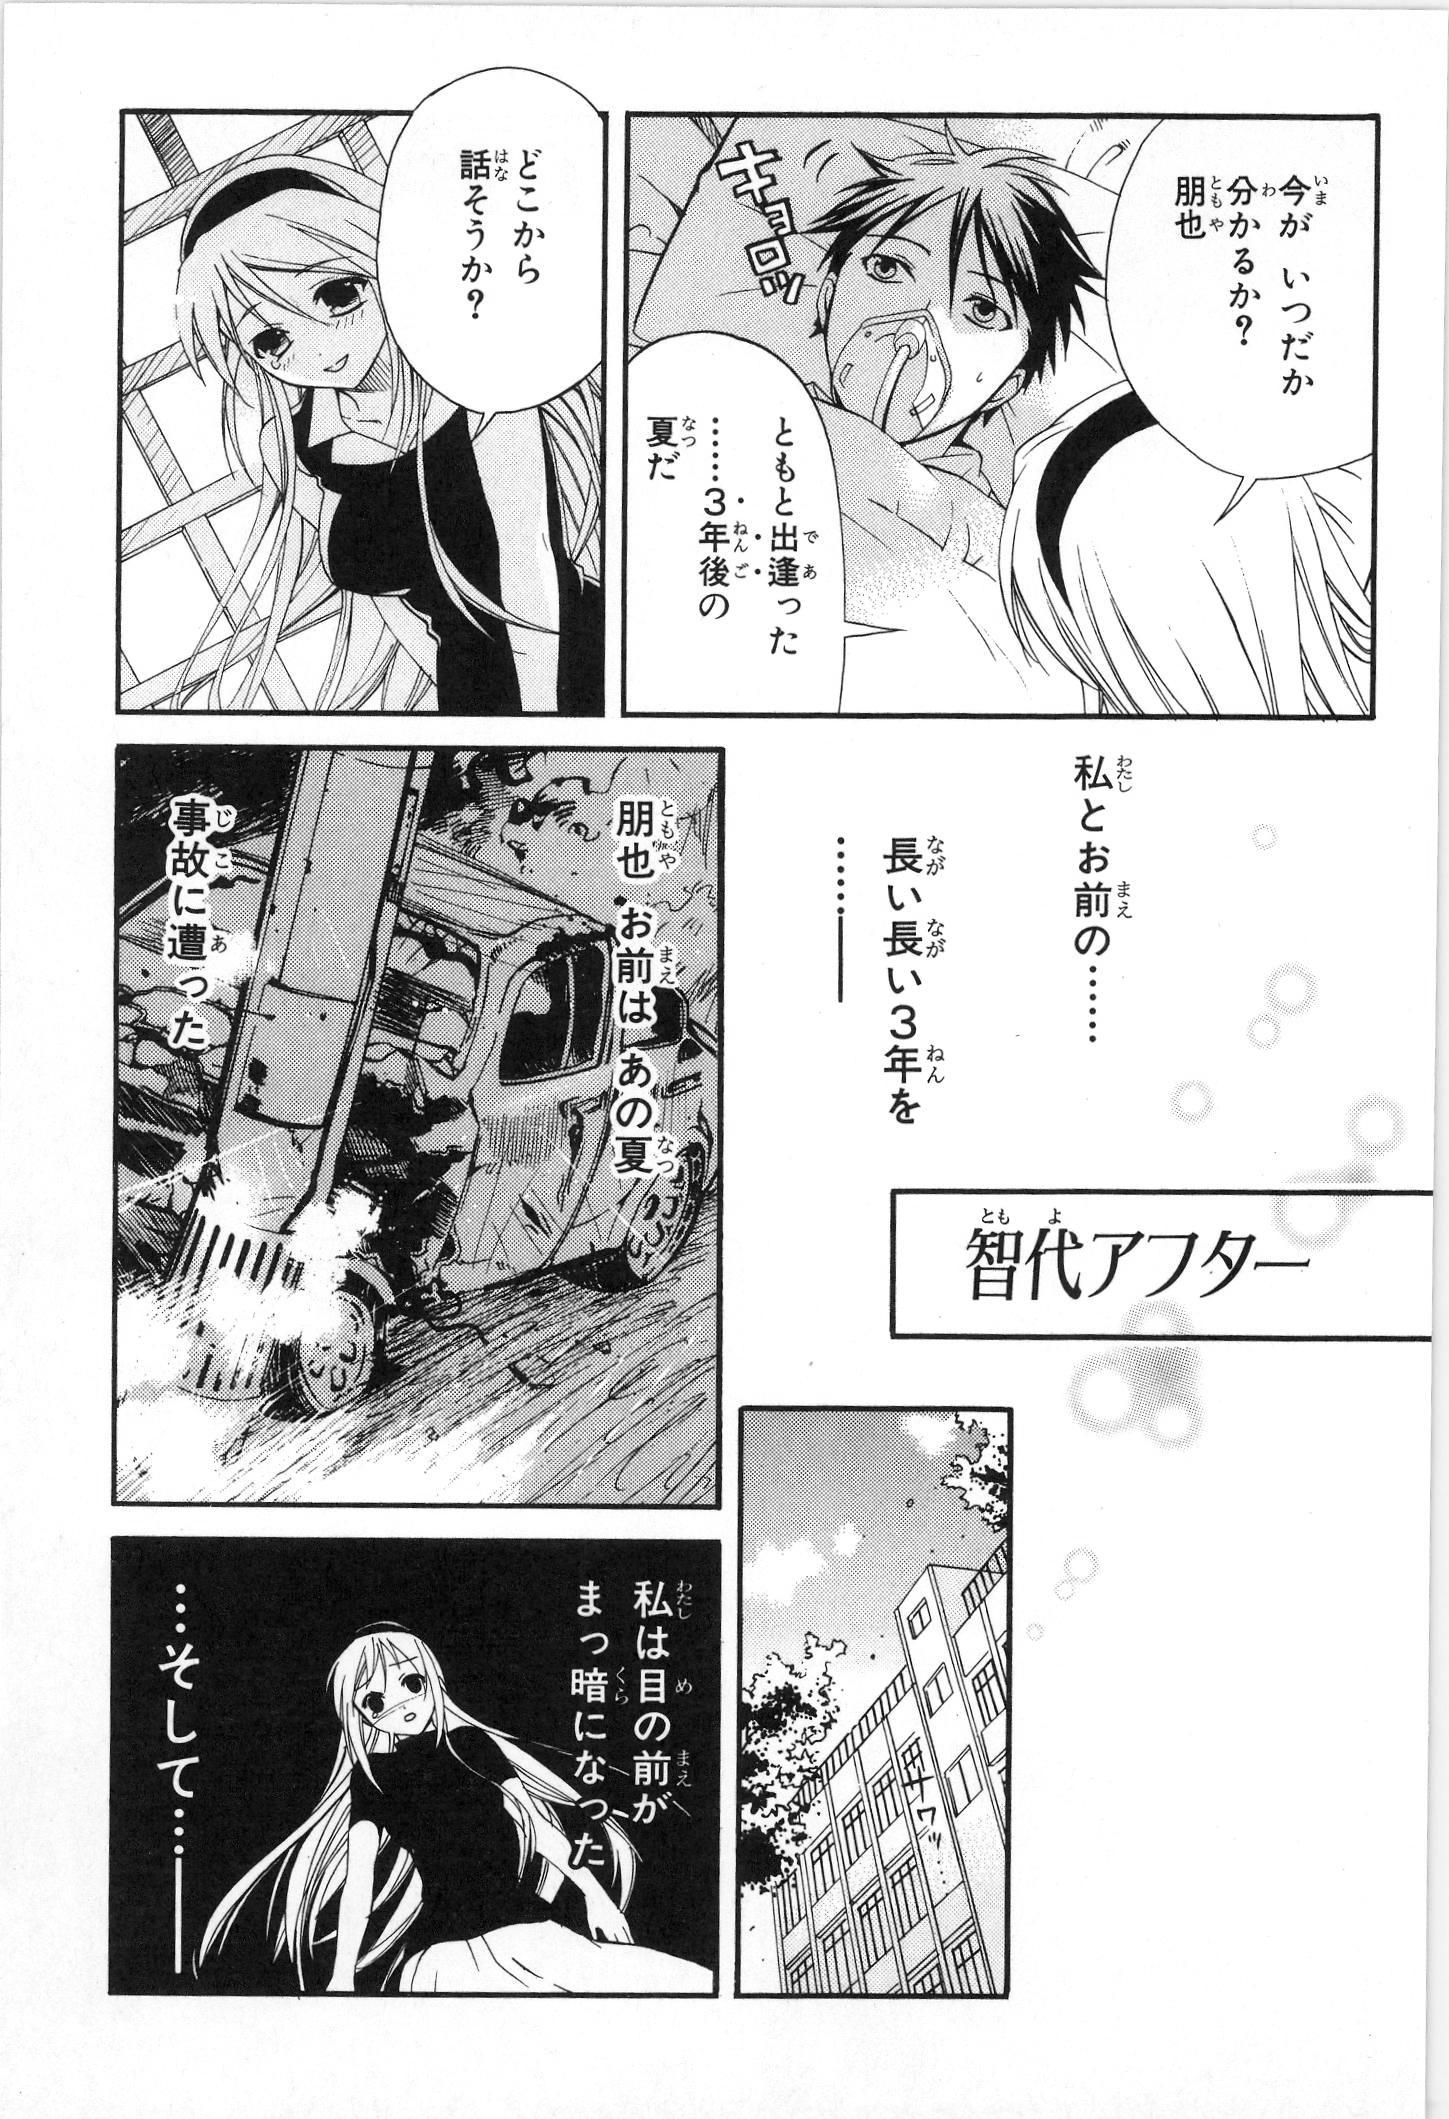 今が いつだか
分かるか?
朋也
キョロッ
ともと出逢った
……3年後の
夏だ
どこから
話そうか?
私とお前の……
長い長い3年を
……――
智代アフター
朋也 お前は あの夏
事故に遭った
サワッ…
私は目の前が
まっ暗になった
…そして…――